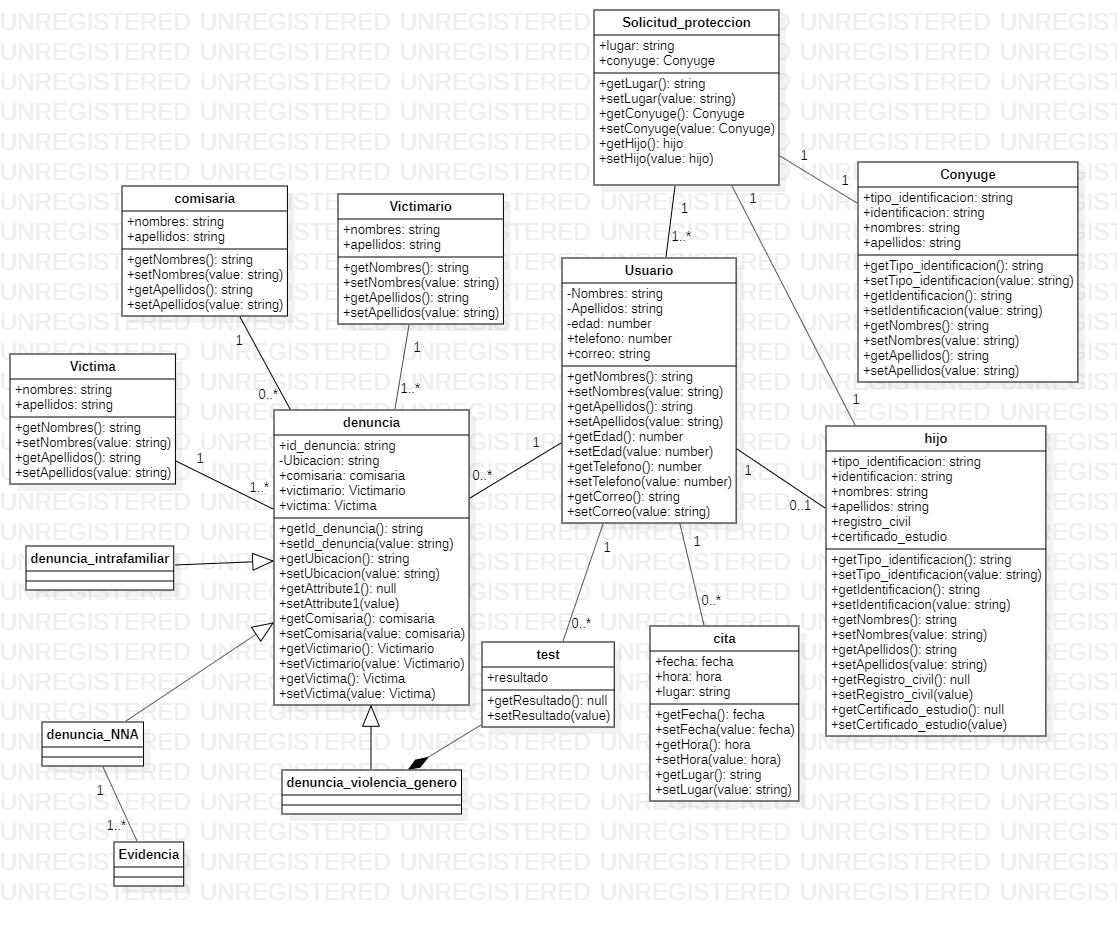 Solicitud_proteccion
+lugar: string
+conyuge: Conyuge
+getLugar(): string
+setLugar(value: string)
+getConyuge(): Conyuge
+setConyuge(value: Conyuge)
+getHijo(): hijo
+setHijo(value: hijo)
1
1
Conyuge
+tipo_identificacion: string
+identificacion: string
+nombres: string
+apellidos: string
+getTipo_identificacion(): string
+setTipo_identificacion(value: string)
+getIdentificacion(): string
+setIdentificacion(value: string)
+getNombres(): string
+setNombres(value: string)
+getApellidos(): string
+setApellidos(value: string)
1
1..*
1
1
comisaria
+nombres: string
+apellidos: string
+getNombres(): string
+setNombres(value: string)
+getApellidos(): string
+setApellidos(value: string)
1
0..*
Victimario
+nombres: string
+apellidos: string
+getNombres(): string
+setNombres(value: string)
+getApellidos(): string
+setApellidos(value: string)
1
1..*
Usuario
-Nombres: string
-Apellidos: string
-edad: number
+telefono: number
+correo: string
+getNombres(): string
+setNombres(value: string)
+getApellidos(): string
+setApellidos(value: string)
+getEdad(): number
+setEdad(value: number)
+getTelefono(): number
+setTelefono(value: number)
+getCorreo(): string
+setCorreo(value: string)
Victima
+nombres: string
+apellidos: string
+getNombres(): string
+setNombres(value: string)
+getApellidos(): string
+setApellidos(value: string)
1
1..*
denuncia
+id_denuncia: string
-Ubicacion: string
+comisaria: comisaria
+victimario: Victimario
+victima: Victima
+getId_denuncia(): string
+setId_denuncia(value: string)
+getUbicacion(): string
+setUbicacion(value: string)
+getAttribute1(): null
+setAttribute1(value)
+getComisaria(): comisaria
+setComisaria(value: comisaria)
+getVictimario(): Victimario
+setVictimario(value: Victimario)
+getVictima(): Victima
+setVictima(value: Victima)
1
0..*
1
0..1
hijo
+tipo_identificacion: string
+identificacion: string
+nombres: string
+apellidos: string
+registro_civil
+certificado_estudio
+getTipo_identificacion(): string
+setTipo_identificacion(value: string)
+getIdentificacion(): string
+setIdentificacion(value: string)
+getNombres(): string
+setNombres(value: string)
+getApellidos(): string
+setApellidos(value: string)
+getRegistro_civil(): null
+setRegistro_civil(value)
+getCertificado_estudio(): null
+setCertificado_estudio(value)
denuncia_intrafamiliar
1
0..*
1
0..*
test
+resultado
+getResultado(): null
+setResultado(value)
cita
+fecha: fecha
+hora: hora
+lugar: string
+getFecha(): fecha
+setFecha(value: fecha)
+getHora(): hora
+setHora(value: hora)
+getLugar(): string
+setLugar(value: string)
denuncia_NNA
denuncia_violencia_genero
1
1..*
Evidencia
UNREGISTERED